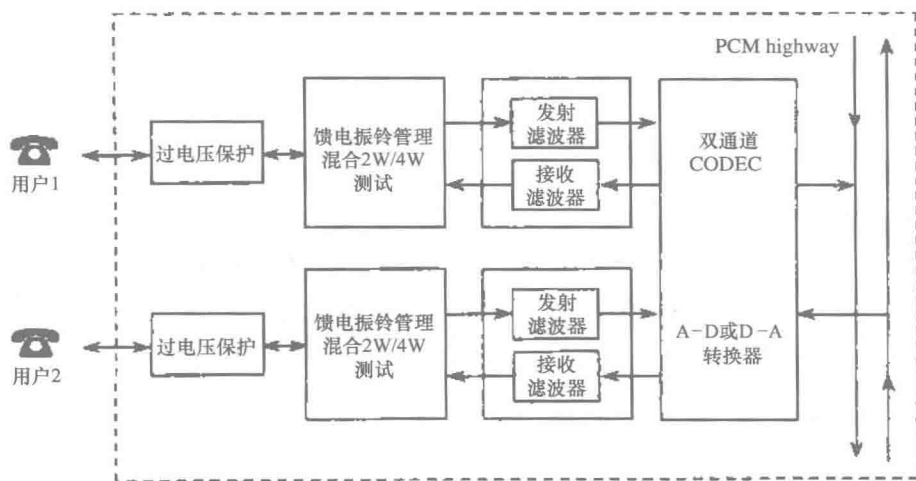 PCM highway
用户1
过电压保护
馈电振铃管理
混合2W/4W
测试
发射
滤波器
接收
滤波器
双通道
CODEC
用户2
过电压保护
馈电振铃管理
混合2W/4W
测试
发射
滤波器
接收
滤波器
A-D或D-A
转换器